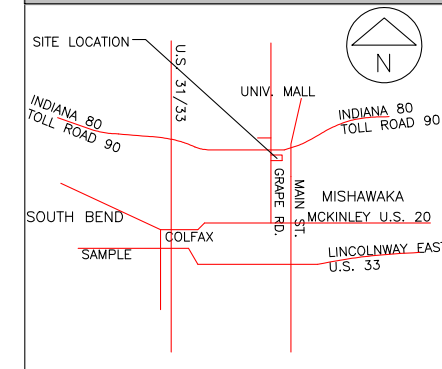 SITE LOCATION
U.S. 31/33
N
UNIV. MALL
INDIANA 80
TOLL ROAD 90
INDIANA 80
TOLL ROAD 90
GRAPE RD.
MAIN ST.
MISHAWAKA
SOUTH BEND
MCKINLEY U.S. 20
COLFAX
SAMPLE
LINCOLNWAY EAST
U.S. 33